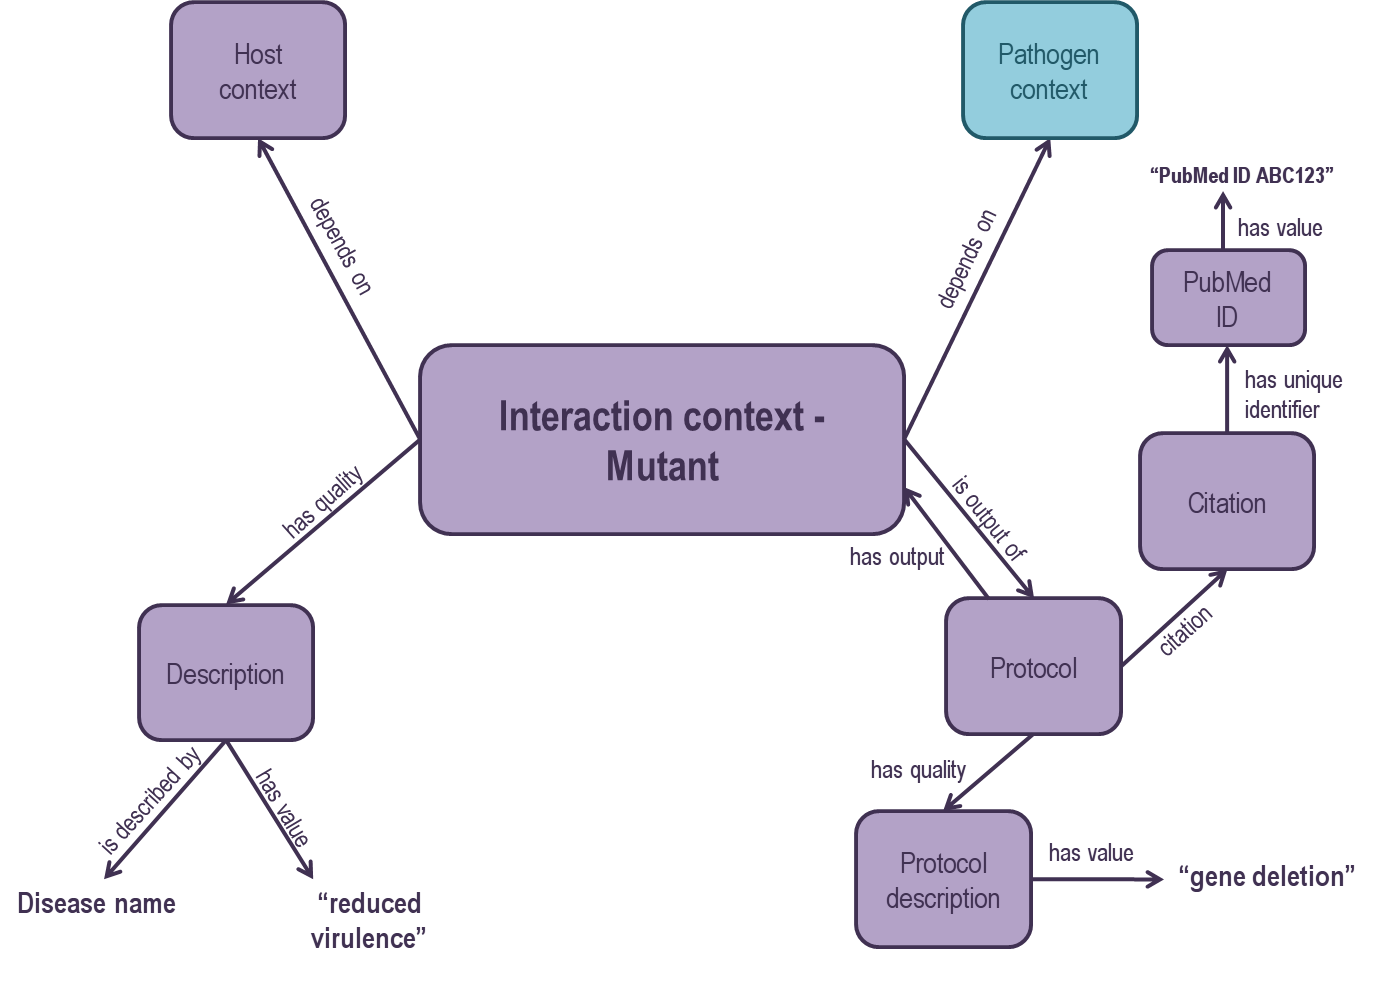 Host
context
Pathogen
context
“PubMed ID ABC123”
has value
PubMed
ID
depends on
depends on
has unique
identifier
Interaction context -
Mutant
Citation
has quality
is output of
has output
citation
Description
Protocol
is described by
has value
has quality
Protocol
description
has value
“gene deletion”
Disease name
“reduced
virulence”